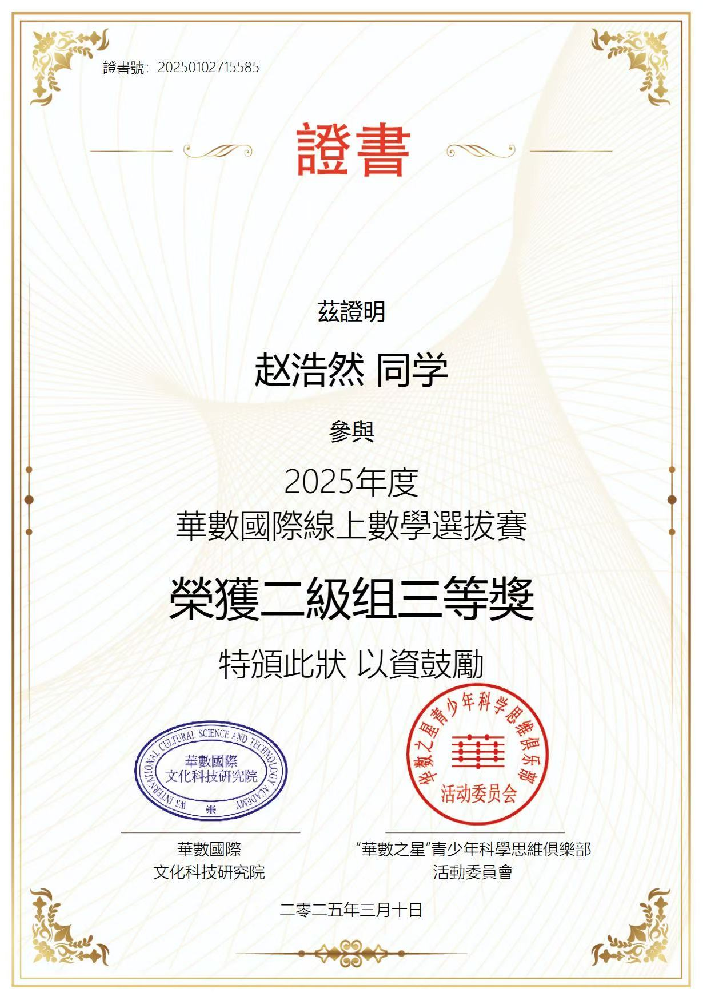 證書號：20250102715585
證書
茲證明
赵浩然 同学
參與
2025年度
華數國際線上數學選拔賽
榮獲二級组三等獎
特頒此狀 以資鼓勵
WS INTERNATIONAL CULTURAL SCIENCE AND TECHNOLOGY ACADEMY
華數國際
文化科技研究院
华数之星青少年科学思维俱乐部
活动委员会
華數國際
文化科技研究院
“華數之星”青少年科學思維俱樂部
活動委員會
二零二五年三月十日